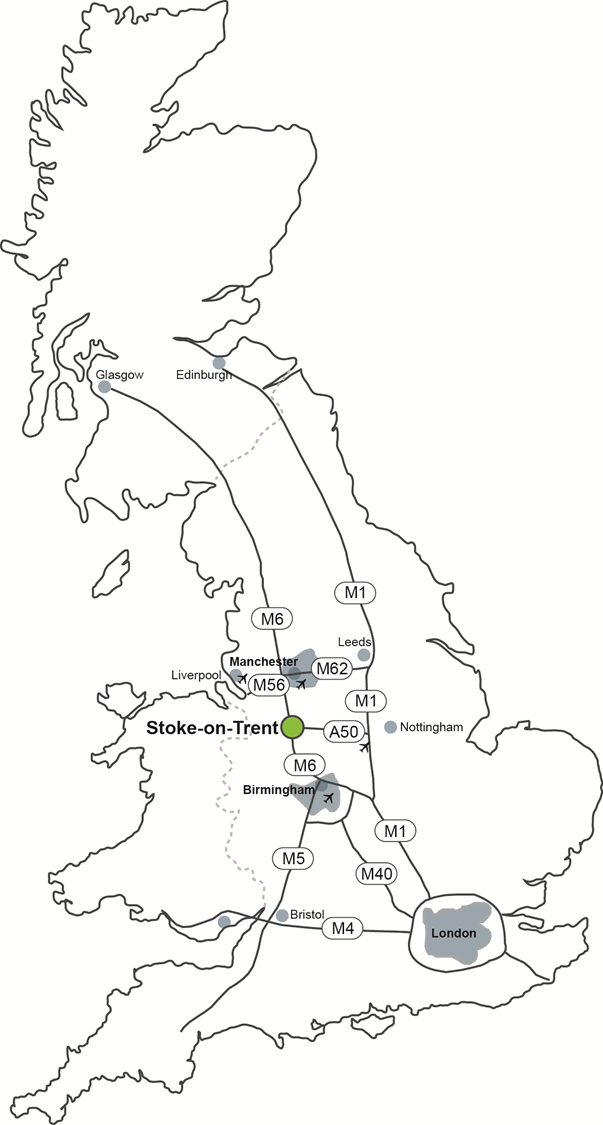 Glasgow
Edinburgh
M1
M6
Leeds
Manchester
M62
Liverpool
M56
M1
Stoke-on-Trent
A50
Nottingham
M6
Birmingham
M1
M5
M40
Bristol
M4
London